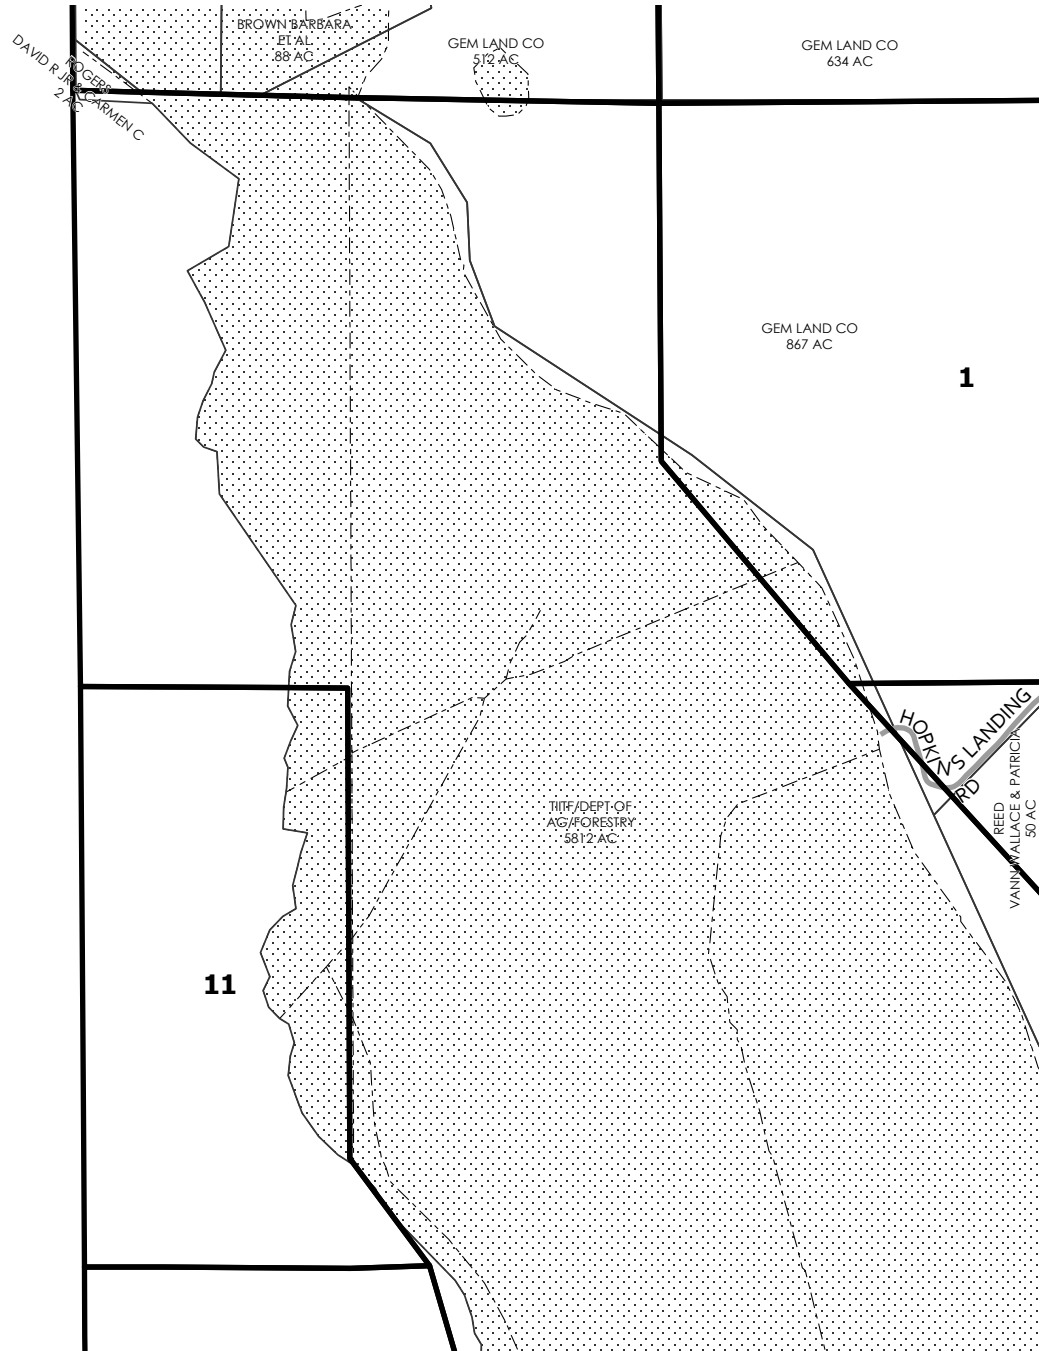 BROWN BARBARA
ET AL
88 AC
GEM LAND CO
512 AC
GEM LAND CO
634 AC
ROGERS
DAVID R JR & CARMEN C
2 AC
GEM LAND CO
867 AC
1
HOPKINS LANDING RD
REED
VANN WALLACE & PATRICIA
50 AC
TIITF/DEPT OF
AG/FORESTRY
5812 AC
11